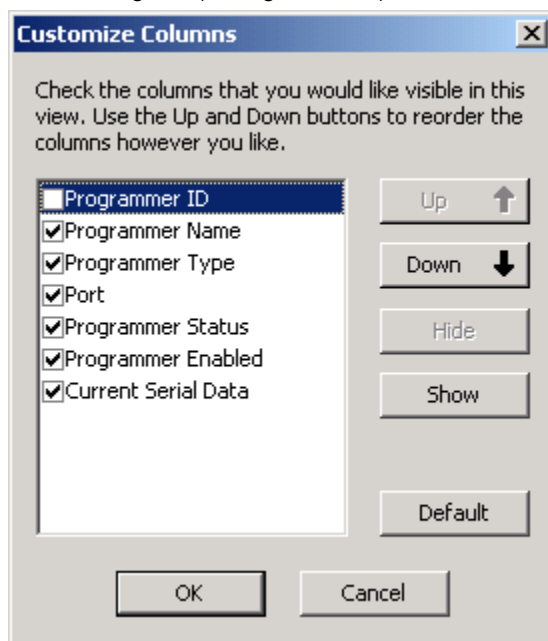 Customize Columns
Check the columns that you would like visible in this
view. Use the Up and Down buttons to reorder the
columns however you like.
Programmer ID
Programmer Name
Programmer Type
Port
Programmer Status
Programmer Enabled
Current Serial Data
Up
Down
Hide
Show
Default
OK
Cancel